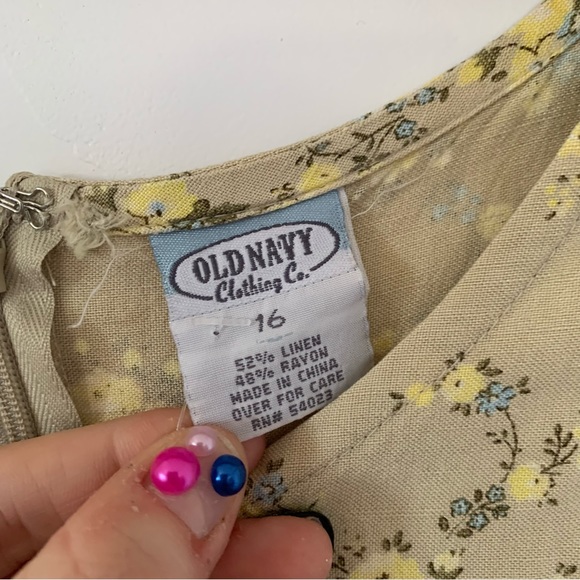 OLD NAVY
Clothing Co.
16
52% LINEN
48% RAYON
MADE IN CHINA
OVER FOR CARE
RN# 54023